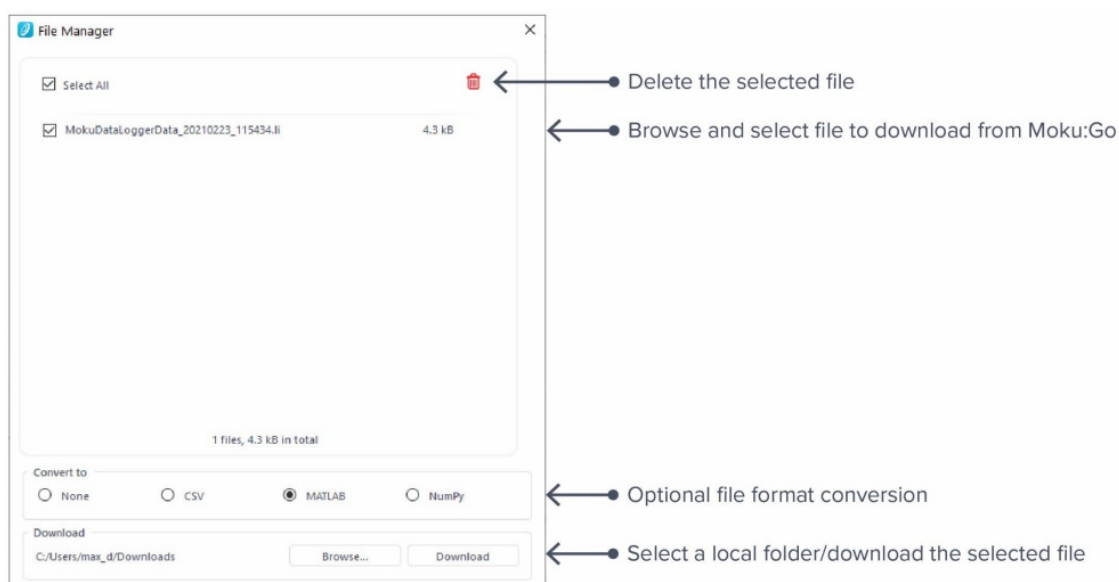 File Manager
Select All
Delete the selected file
MokuDataLoggerData_20210223_115434.li 4.3 kB
Browse and select file to download from Moku:Go
1 files, 4.3 kB in total
Convert to
None CSV MATLAB NumPy
Optional file format conversion
Download
C:/Users/max_d/Downloads Browse... Download
Select a local folder/download the selected file